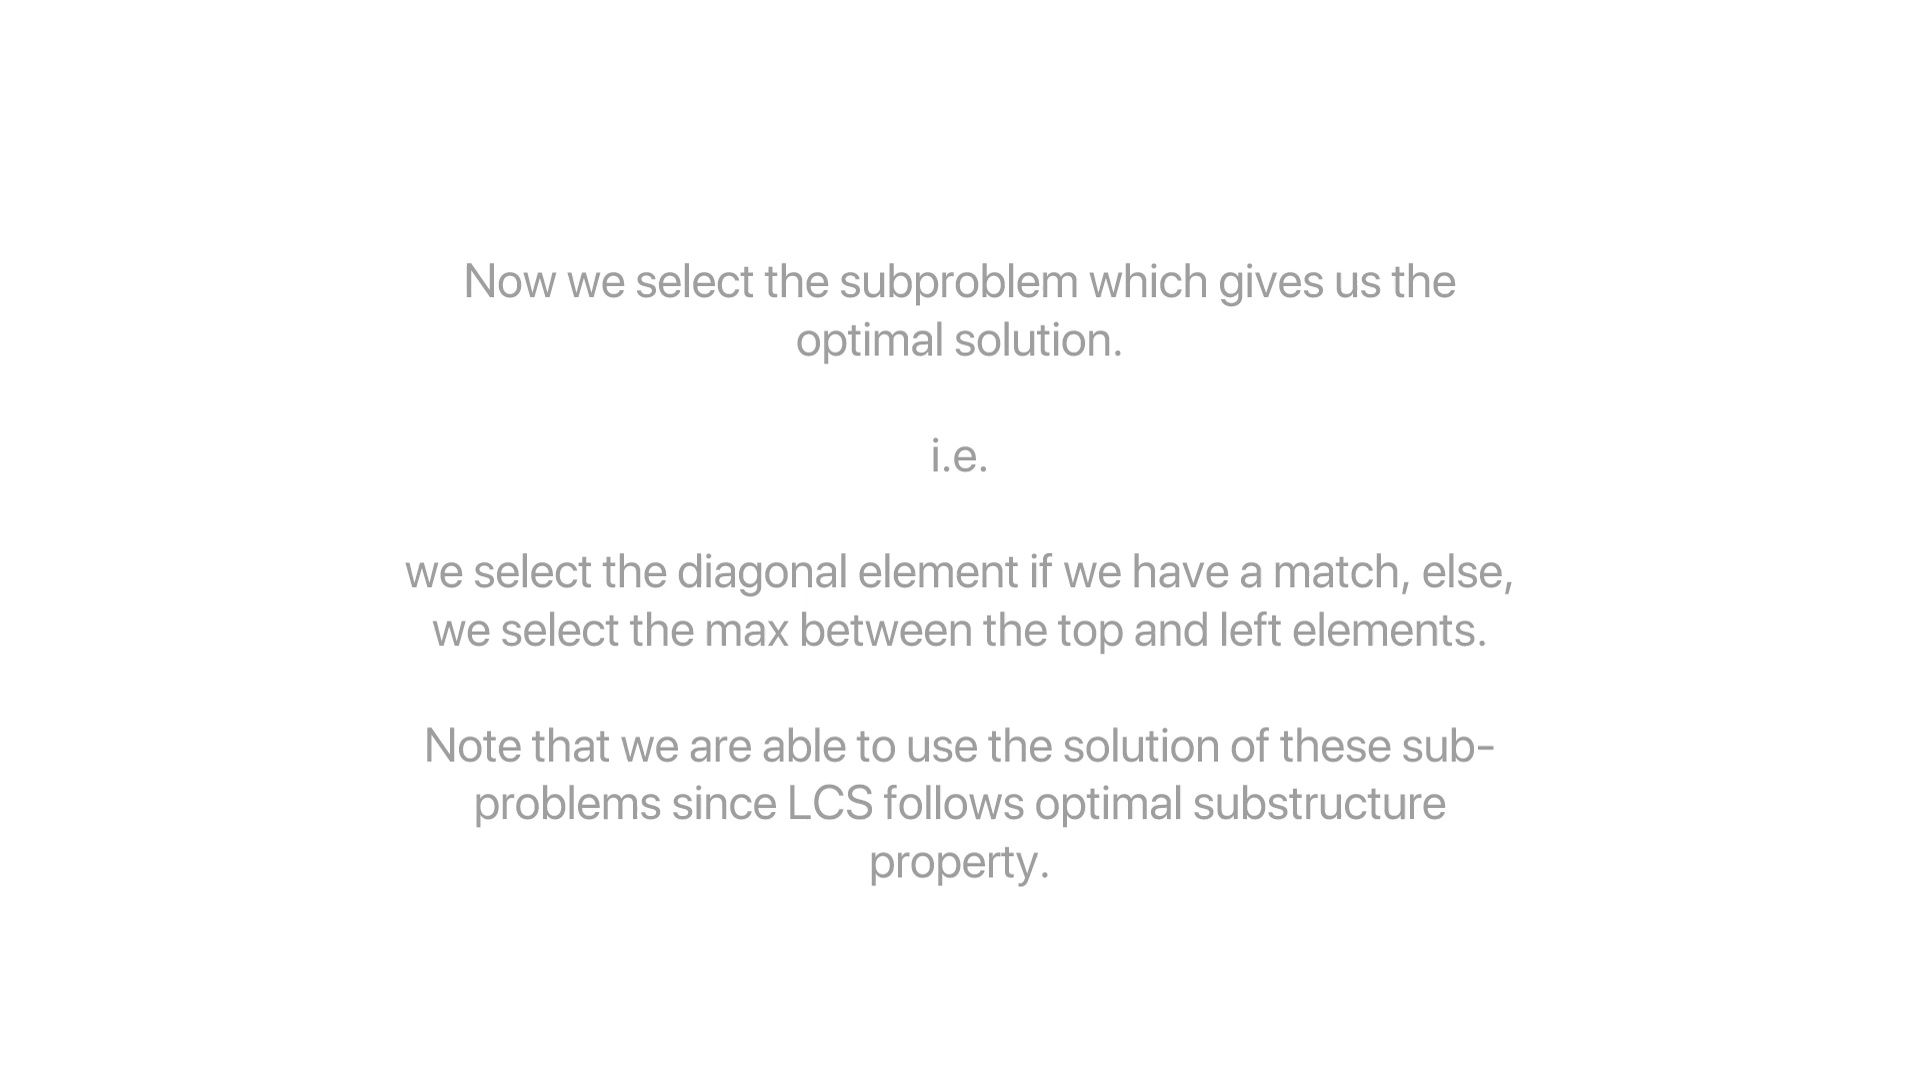 Now we select the subproblem which gives us the
optimal solution.
i.e.
we select the diagonal element if we have a match, else,
we select the max between the top and left elements.
Note that we are able to use the solution of these sub-
problems since LCS follows optimal substructure
property.